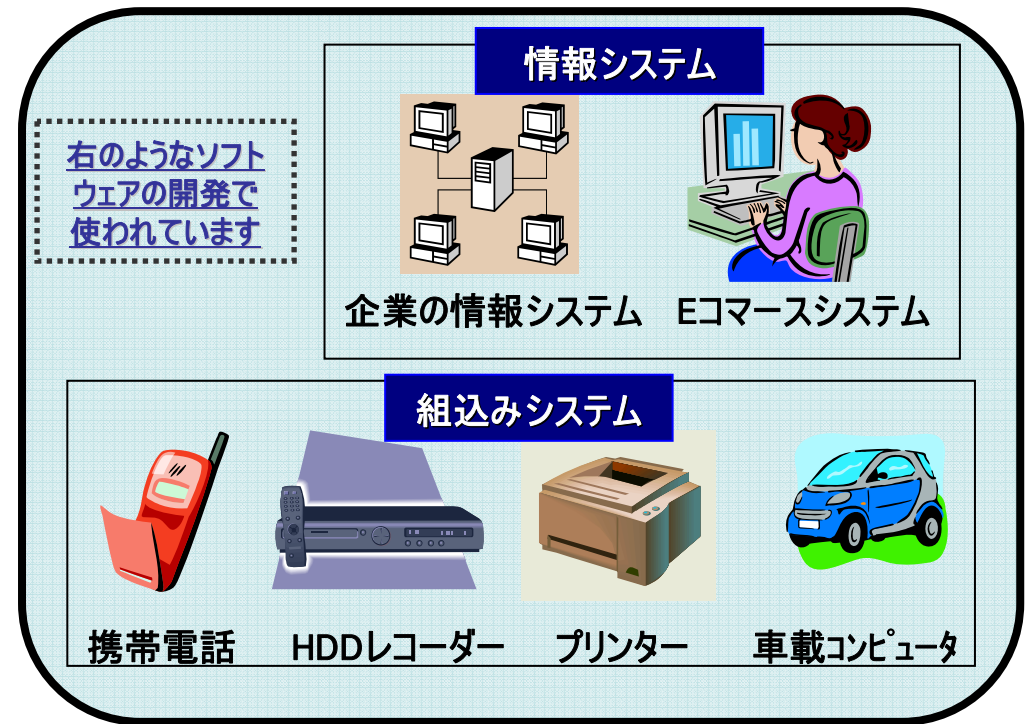 情報システム
右のようなソフト
ウェアの開発で
使われています
企業の情報システム Eコマースシステム
組込みシステム
携帯電話 HDDレコーダー プリンター 車載コンピュータ